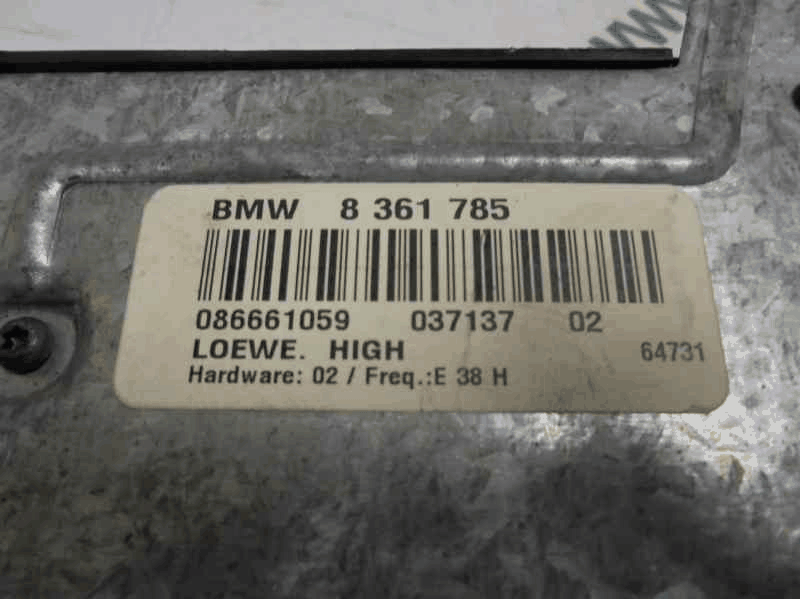 BMW 8 361 785
086661059 037137 02
LOEWE. HIGH 64731
Hardware: 02 / Freq.:E 38 H